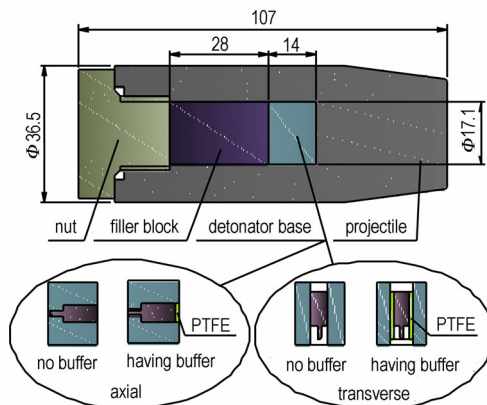 107
28
14
Φ36.5
Φ17.1
nut
filler block
detonator base
projectile
PTFE
PTFE
no buffer
having buffer
no buffer
having buffer
axial
transverse